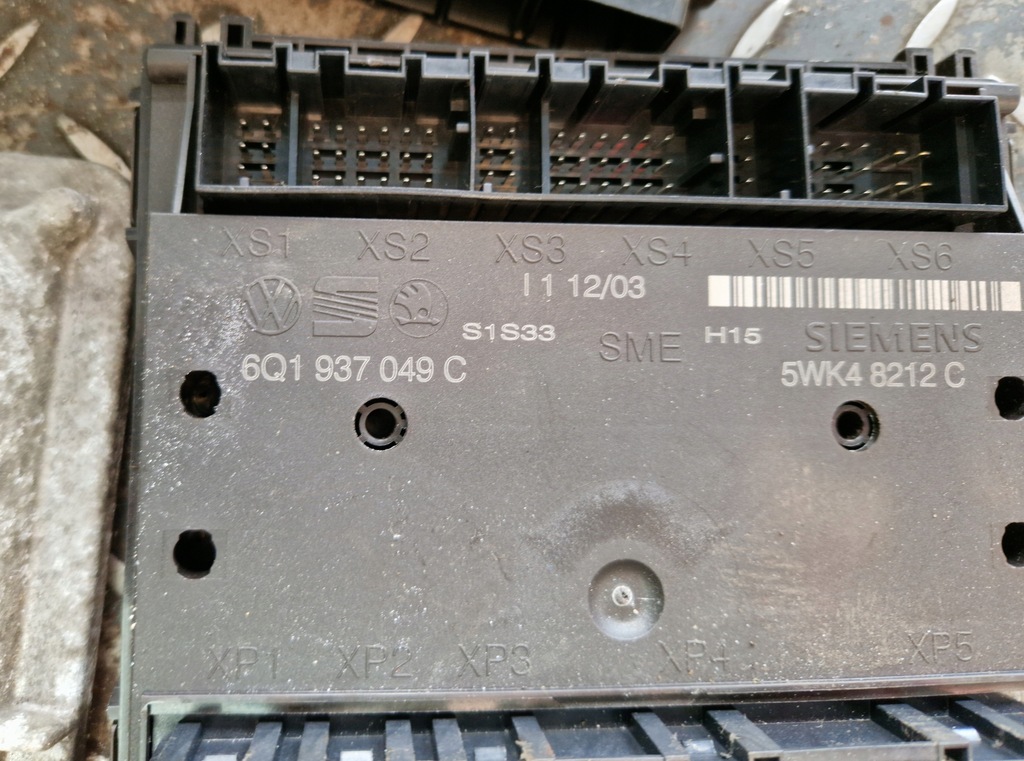 XS1 XS2 XS3 XS4 XS5 XS6
I 1 12/03
S1S33 SME H15 SIEMENS
6Q1 937 049 C 5WK4 8212 C
XP1 XP2 XP3 XP4 XP5